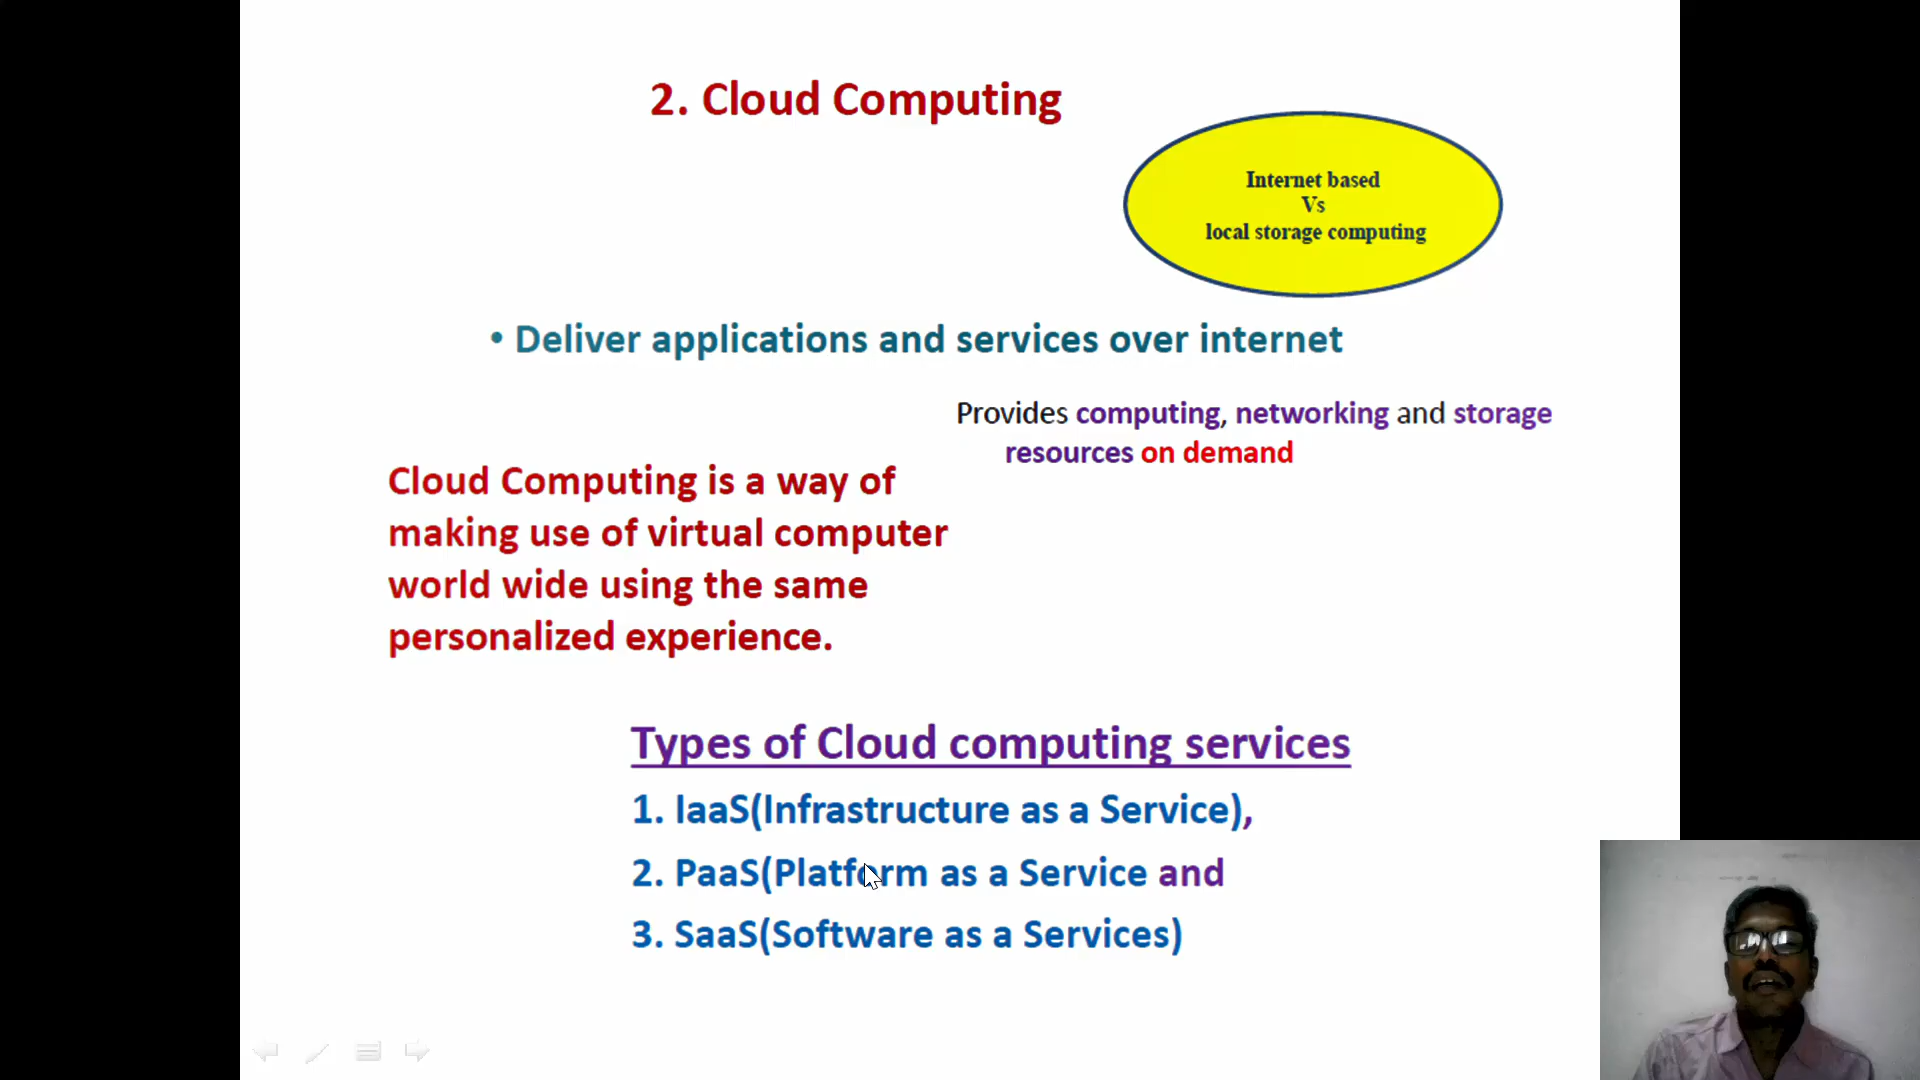 2. Cloud Computing
Internet based
Vs
local storage computing
• Deliver applications and services over internet
Provides computing, networking and storage
resources on demand
Cloud Computing is a way of
making use of virtual computer
world wide using the same
personalized experience.
Types of Cloud computing services
1. IaaS(Infrastructure as a Service),
2. PaaS(Platform as a Service and
3. SaaS(Software as a Services)